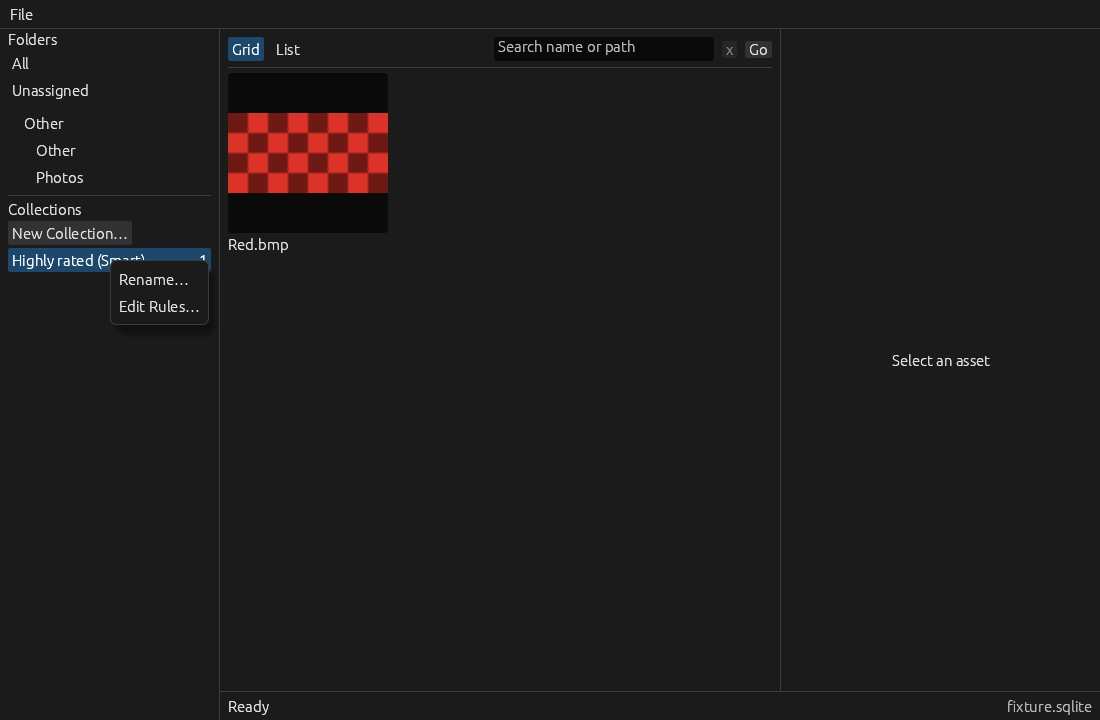 File
Folders
All
Unassigned
Other
Other
Photos
Collections
New Collection...
Highly rated (Smart) 1
Rename...
Edit Rules...
Grid List Search name or path x Go
Red.bmp
Select an asset
Ready fixture.sqlite